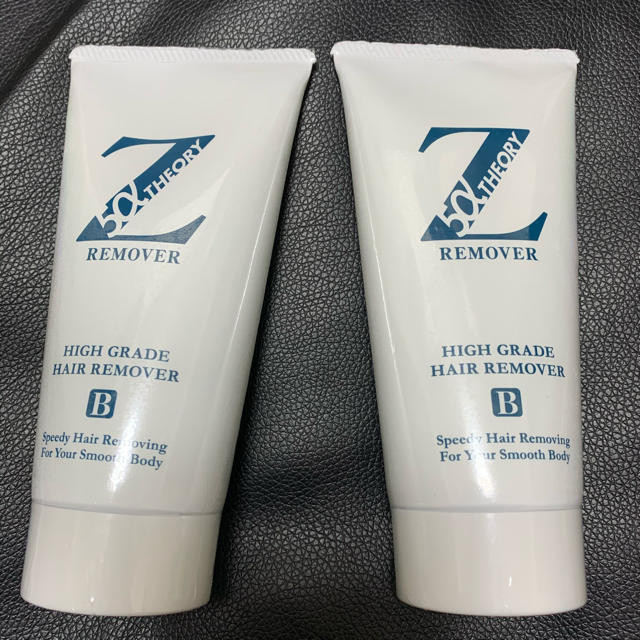 Z
5α THEORY
REMOVER
HIGH GRADE
HAIR REMOVER
B
Speedy Hair Removing
For Your Smooth Body
Z
5α THEORY
REMOVER
HIGH GRADE
HAIR REMOVER
B
Speedy Hair Removing
For Your Smooth Body